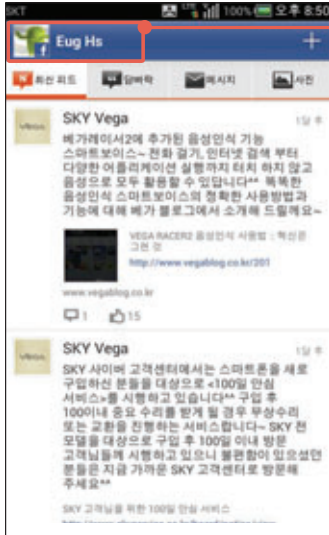 SKT LTE 100% 오후 8:50
Eug Hs
최신 피드 담벼락 메시지 사진
SKY Vega
베가레이서2에 추가된 음성인식 기능
스마트보이스~ 전화 걸기, 인터넷 검색 부터
다양한 어플리케이션 실행까지 터치 하지 않고
음성으로 모두 활용할 수 있답니다^^ 똑똑한
음성인식 스마트보이스의 정확한 사용방법과
기능에 대해 베가 블로그에서 소개해 드릴께요~
VEGA RACER2 음성인식 사용법 : 혁신은
그런 것
http://www.vegablog.co.kr/201
www.vegablog.co.kr
1 15
SKY Vega
SKY 사이버 고객센터에서는 스마트폰을 새로
구입하신 분들을 대상으로 <100일 안심
서비스>를 시행하고 있습니다^^ 구입 후
100이내 중요 수리를 받게 될 경우 무상수리
또는 교환을 진행하는 서비스랍니다~ SKY 전
모델을 대상으로 구입 후 100일 이내 방문
고객님들께 시행하고 있으니 불편함이 있으셨던
분들은 지금 가까운 SKY 고객센터로 방문해
주세요^^
SKY 고객님을 위한 100일 안심 서비스